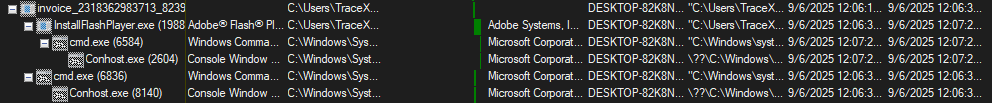 invoice_2318362983713_8239 C:\Users\TraceX... DESKTOP-82K8N... "C:\Users\TraceX... 9/6/2025 12:06:1... 9/6/2025 12:06:3...
InstallFlashPlayer.exe (1988 Adobe® Flash® Pl... C:\Users\TraceX... Adobe Systems, I... DESKTOP-82K8N... "C:\Users\TraceX... 9/6/2025 12:06:3... 9/6/2025 12:07:2...
cmd.exe (6584) Windows Comma... C:\Windows\Sys... Microsoft Corporat... DESKTOP-82K8N... "C:\Windows\syst... 9/6/2025 12:07:2... 9/6/2025 12:07:2...
Conhost.exe (2604) Console Window ... C:\Windows\Syst... Microsoft Corporat... DESKTOP-82K8N... \??\C:\Windows\... 9/6/2025 12:07:2... 9/6/2025 12:07:2...
cmd.exe (6836) Windows Comma... C:\Windows\Syst... Microsoft Corporat... DESKTOP-82K8N... "C:\Windows\syst... 9/6/2025 12:06:3... 9/6/2025 12:06:3...
Conhost.exe (8140) Console Window ... C:\Windows\Syst... Microsoft Corporat... DESKTOP-82K8N... \??\C:\Windows\... 9/6/2025 12:06:3... 9/6/2025 12:06:3...